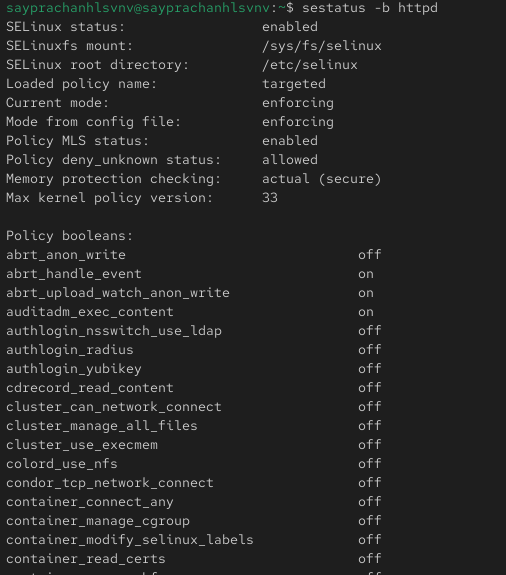 sayprachanhlsvnv@sayprachanhlsvnv:~$ sestatus -b httpd
SELinux status:              enabled
SELinuxfs mount:             /sys/fs/selinux
SELinux root directory:      /etc/selinux
Loaded policy name:          targeted
Current mode:                enforcing
Mode from config file:       enforcing
Policy MLS status:           enabled
Policy deny_unknown status:  allowed
Memory protection checking:  actual (secure)
Max kernel policy version:   33

Policy booleans:
abrt_anon_write                             off
abrt_handle_event                           on
abrt_upload_watch_anon_write                on
auditadm_exec_content                       on
authlogin_nsswitch_use_ldap                 off
authlogin_radius                            off
authlogin_yubikey                           off
cdrecord_read_content                       off
cluster_can_network_connect                 off
cluster_manage_all_files                    off
cluster_use_execmem                         off
colord_use_nfs                              off
condor_tcp_network_connect                  off
container_connect_any                       off
container_manage_cgroup                     off
container_modify_selinux_labels             off
container_read_certs                        off